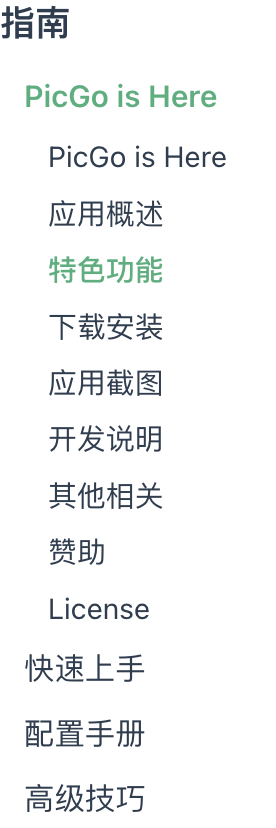 指南
PicGo is Here
PicGo is Here
应用概述
特色功能
下载安装
应用截图
开发说明
其他相关
赞助
License
快速上手
配置手册
高级技巧